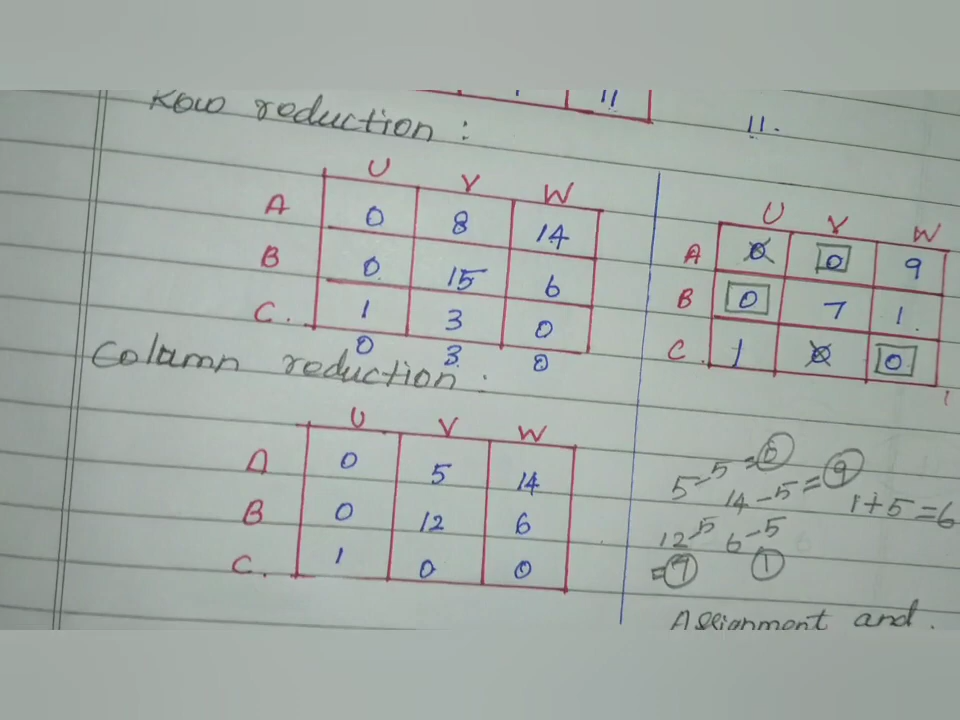 11
Row reduction :
11.
U V W
A 0 8 14
B 0 15 6
C. 1 3 0
0 3 0
Column reduction .
U V W
A 0 5 14
B 0 12 6
C. 1 0 0
U V W
A 0 0 9
B 0 7 1.
C. 1 0 0
5-5 = 0
14-5 = 9
1+5=6
12-5 6-5
= 7 1
Assignment and .